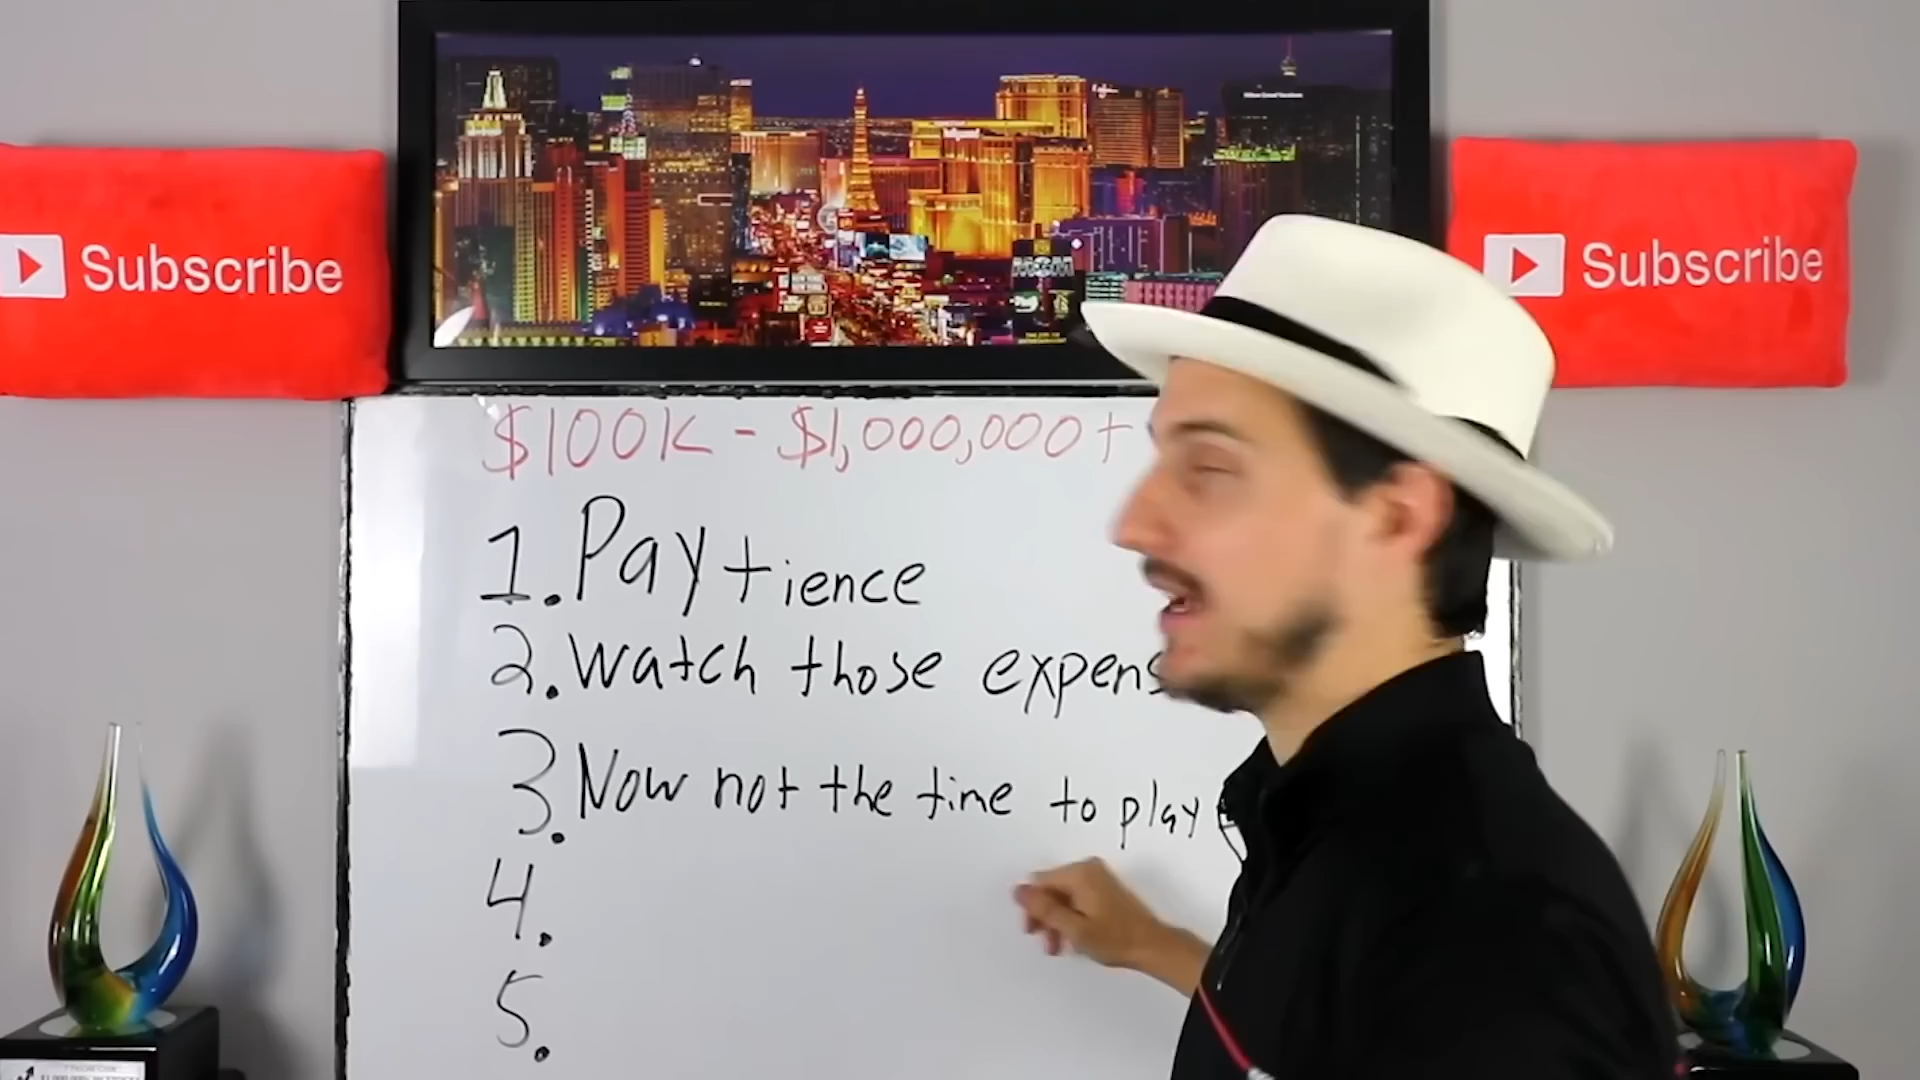 Subscribe
Subscribe
MGM
$100K - $1,000,000+
1. Paytience
2. Watch those expens
3. Now not the time to play
4.
5.